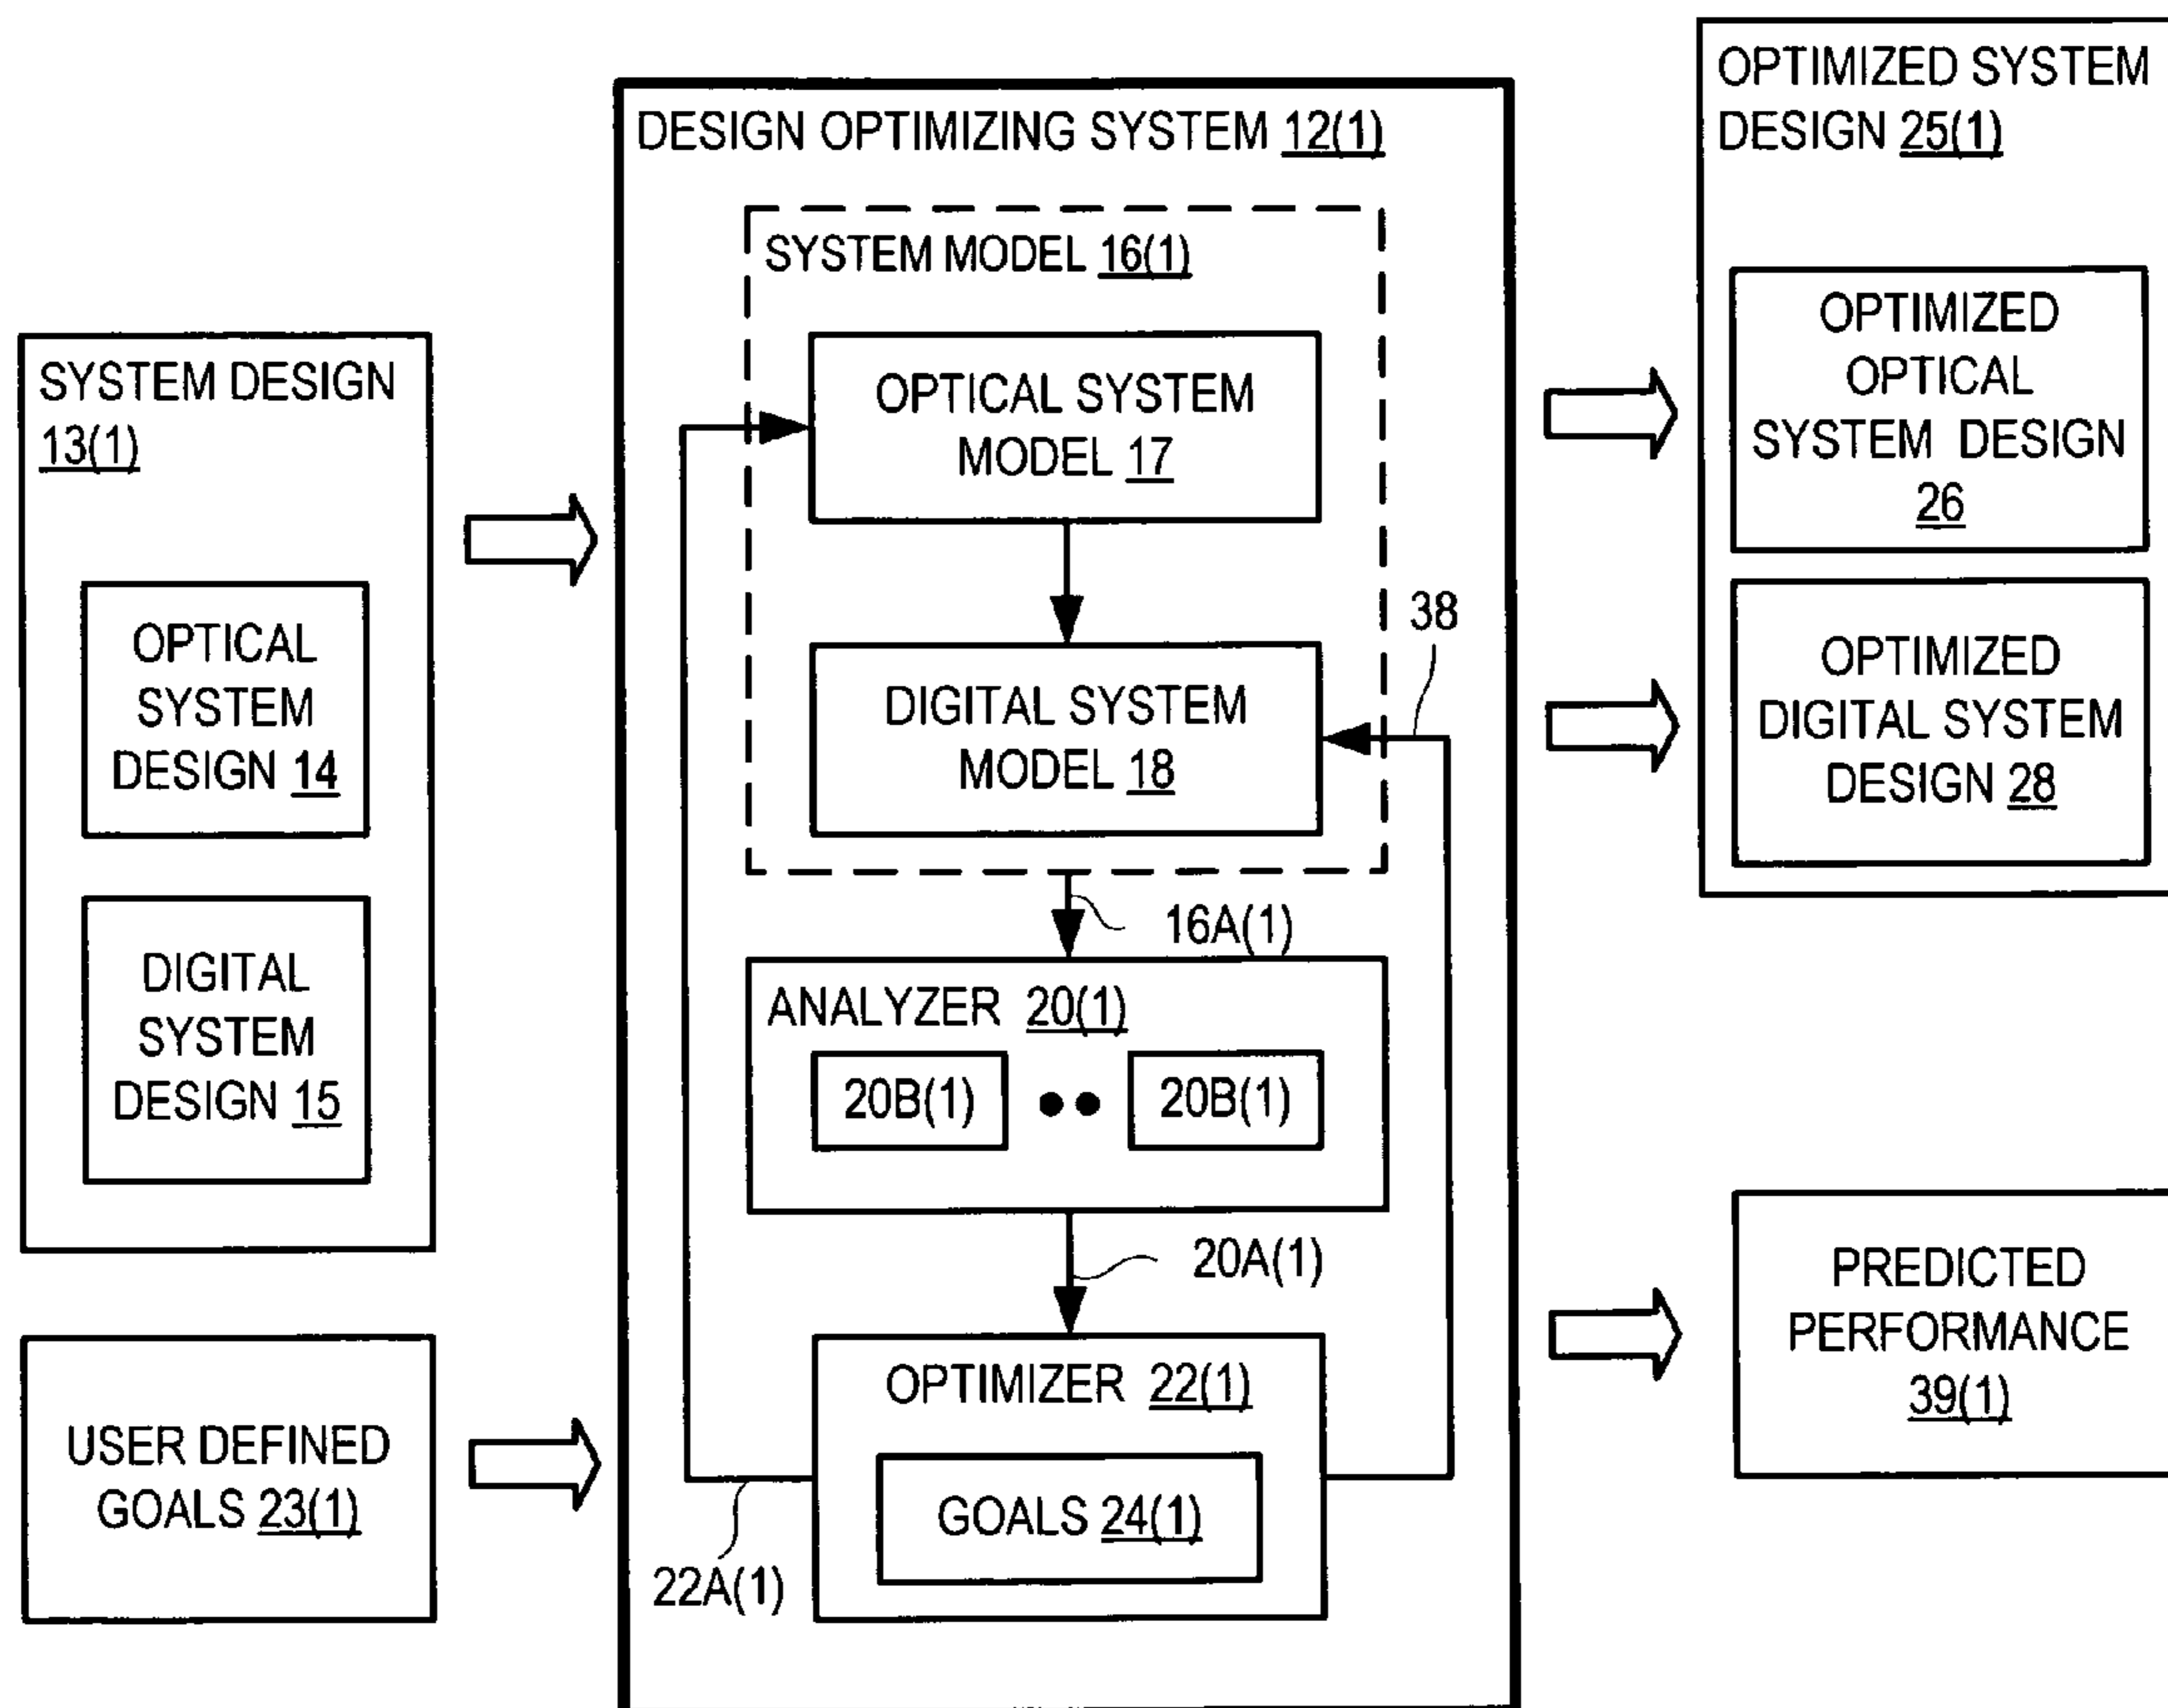 SYSTEM DESIGN
13(1)
OPTICAL
SYSTEM
DESIGN 14
DIGITAL
SYSTEM
DESIGN 15
USER DEFINED
GOALS 23(1)
DESIGN OPTIMIZING SYSTEM 12(1)
SYSTEM MODEL 16(1)
OPTICAL SYSTEM
MODEL 17
DIGITAL SYSTEM
MODEL 18
38
16A(1)
ANALYZER 20(1)
20B(1)
20B(1)
20A(1)
OPTIMIZER 22(1)
GOALS 24(1)
22A(1)
OPTIMIZED SYSTEM
DESIGN 25(1)
OPTIMIZED
OPTICAL
SYSTEM DESIGN
26
OPTIMIZED
DIGITAL SYSTEM
DESIGN 28
PREDICTED
PERFORMANCE
39(1)